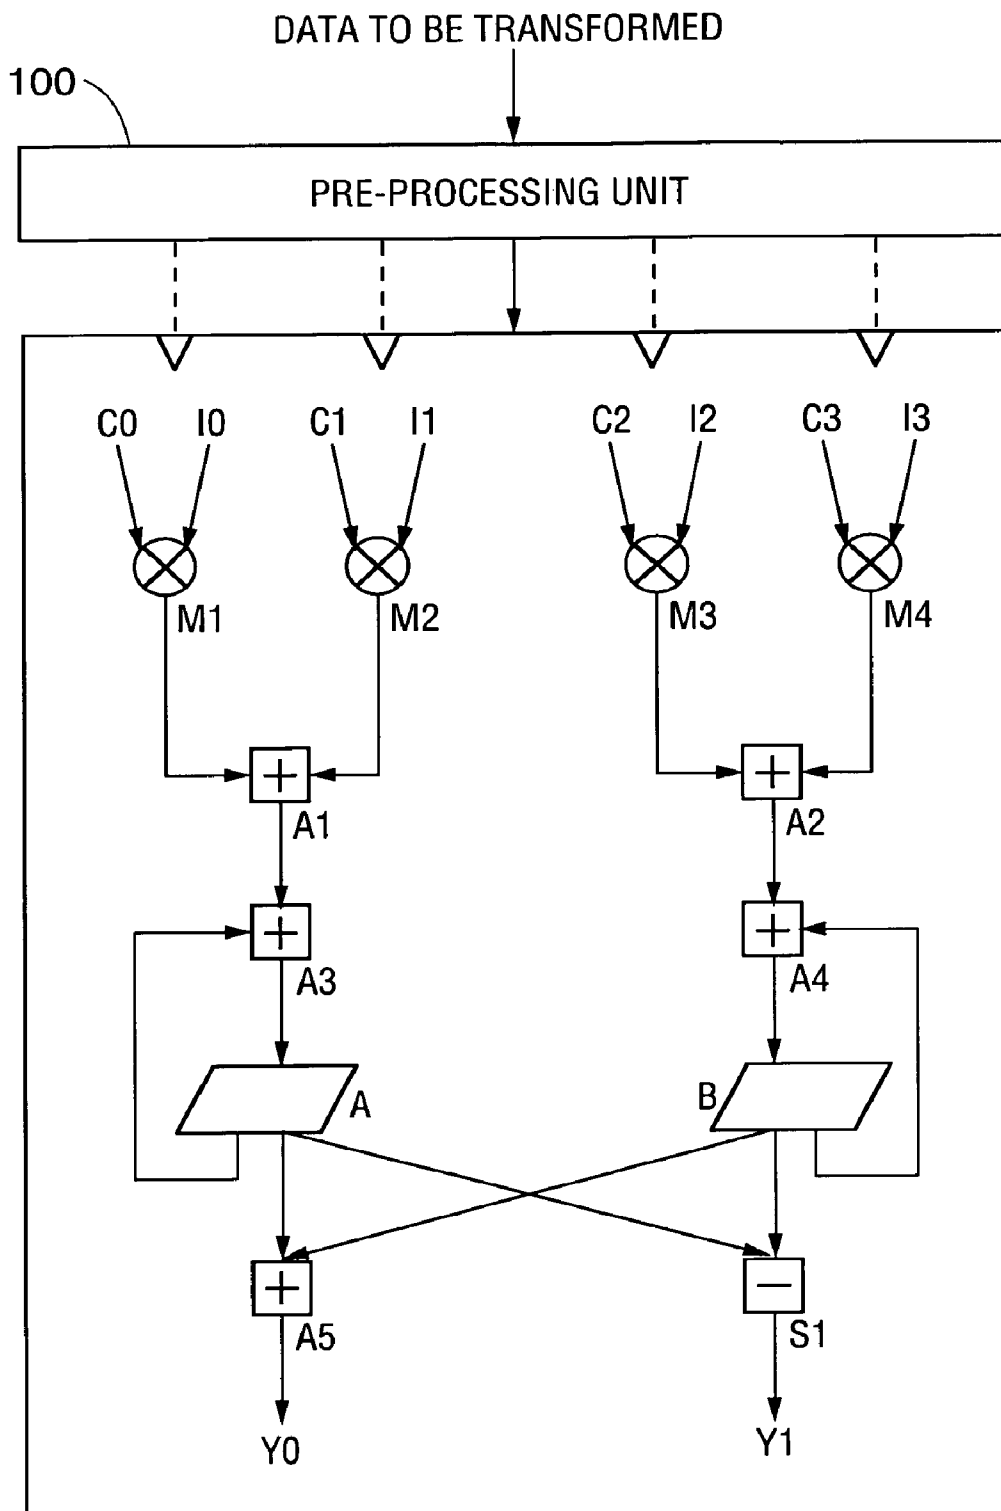 DATA TO BE TRANSFORMED
100
PRE-PROCESSING UNIT
C0 I0 C1 I1 C2 I2 C3 I3
M1 M2 M3 M4
A1 A2
A3 A4
A B
A5 S1
Y0 Y1